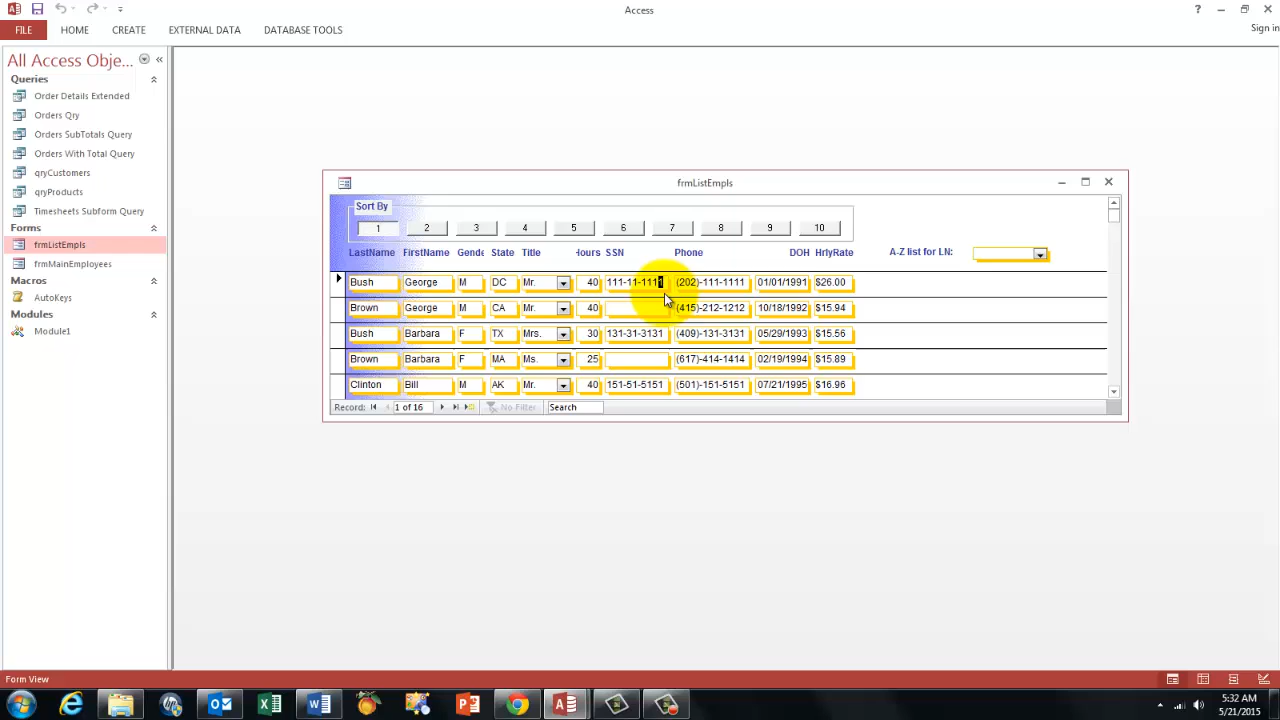 Access
?
FILE HOME CREATE EXTERNAL DATA DATABASE TOOLS
Sign in
All Access Obje... «
Queries
Order Details Extended
Orders Qry
Orders SubTotals Query
Orders With Total Query
qryCustomers
qryProducts
Timesheets Subform Query
Forms
frmListEmpls
frmMainEmployees
Macros
AutoKeys
Modules
Module1
frmListEmpls
Sort By
1 2 3 4 5 6 7 8 9 10
LastName FirstName Gende State Title Hours SSN Phone DOH HrlyRate A-Z list for LN:
Bush George M DC Mr. 40 111-11-1111 (202)-111-1111 01/01/1991 $26.00
Brown George M CA Mr. 40 (415)-212-1212 10/18/1992 $15.94
Bush Barbara F TX Mrs. 30 131-31-3131 (409)-131-3131 05/29/1993 $15.56
Brown Barbara F MA Ms. 25 (617)-414-1414 02/19/1994 $15.89
Clinton Bill M AK Mr. 40 151-51-5151 (501)-151-5151 07/21/1995 $16.96
Record: 1 of 16 No Filter Search
Form View
5:32 AM
5/21/2015